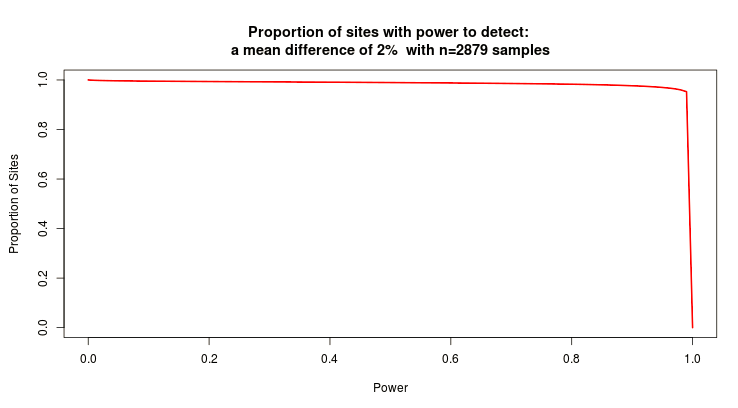 Proportion of sites with power to detect:
a mean difference of 2%  with n=2879 samples
Proportion of Sites
1.0
0.8
0.6
0.4
0.2
0.0
0.0 0.2 0.4 0.6 0.8 1.0
Power